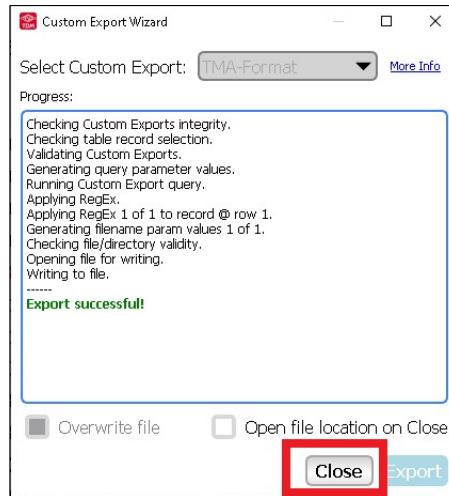 TDM
Custom Export Wizard
Select Custom Export: TMA-Format More Info
Progress:
Checking Custom Exports integrity.
Checking table record selection.
Validating Custom Exports.
Generating query parameter values.
Running Custom Export query.
Applying RegEx.
Applying RegEx 1 of 1 to record @ row 1.
Generating filename param values 1 of 1.
Checking file/directory validity.
Opening file for writing.
Writing to file.
------
Export successful!
Overwrite file Open file location on Close
Close Export